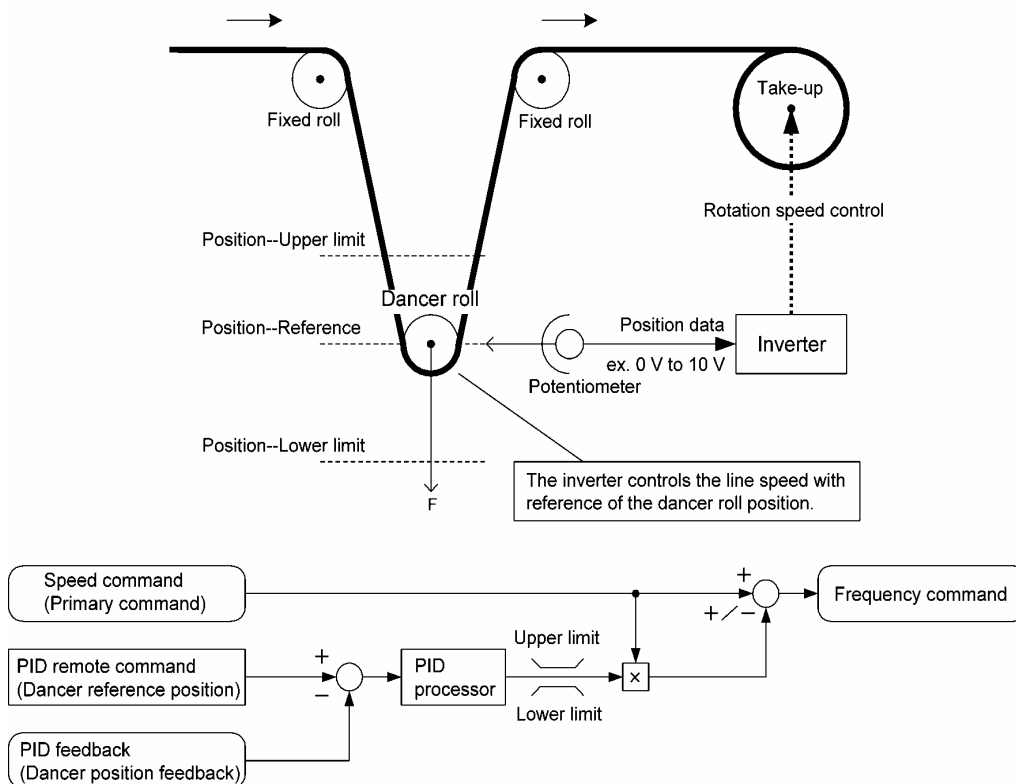 Fixed roll
Fixed roll
Take-up
Rotation speed control
Position--Upper limit
Dancer roll
Position--Reference
Position data
ex. 0 V to 10 V
Inverter
Potentiometer
Position--Lower limit
F
The inverter controls the line speed with
reference of the dancer roll position.
Speed command
(Primary command)
+
+/−
Frequency command
PID remote command
(Dancer reference position)
+
−
PID
processor
Upper limit
Lower limit
×
PID feedback
(Dancer position feedback)